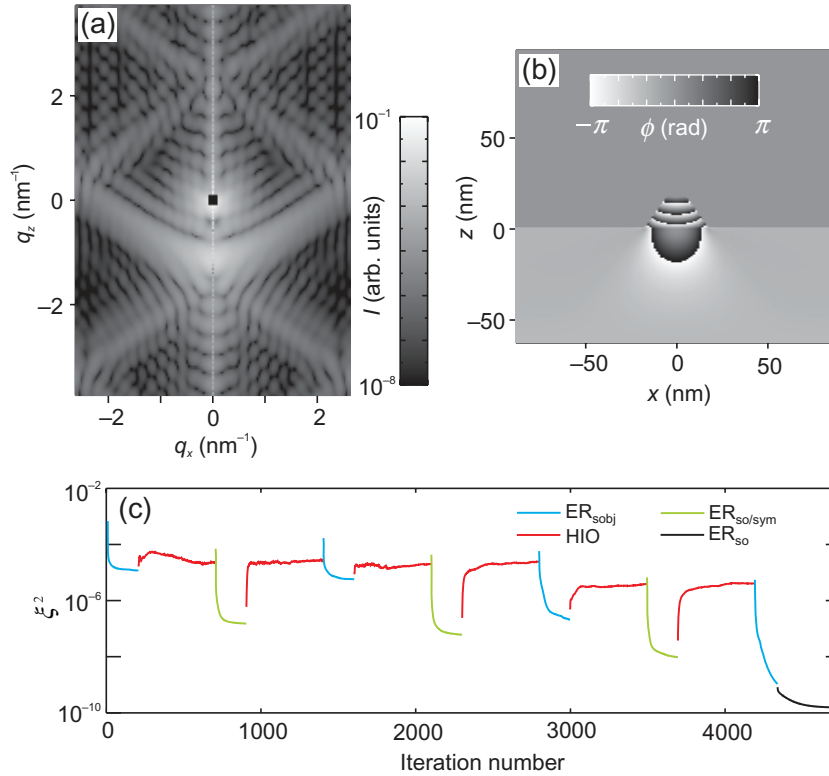 (a)
2
0
−2
q_z (nm⁻¹)
−2
0
2
q_x (nm⁻¹)
10⁻¹
I (arb. units)
10⁻⁸
(b)
−π
ϕ (rad)
π
50
0
−50
z (nm)
−50
0
50
x (nm)
(c)
ER_sobj
HIO
ER_so/sym
ER_so
10⁻²
10⁻⁶
10⁻¹⁰
ξ²
0
1000
2000
3000
4000
Iteration number